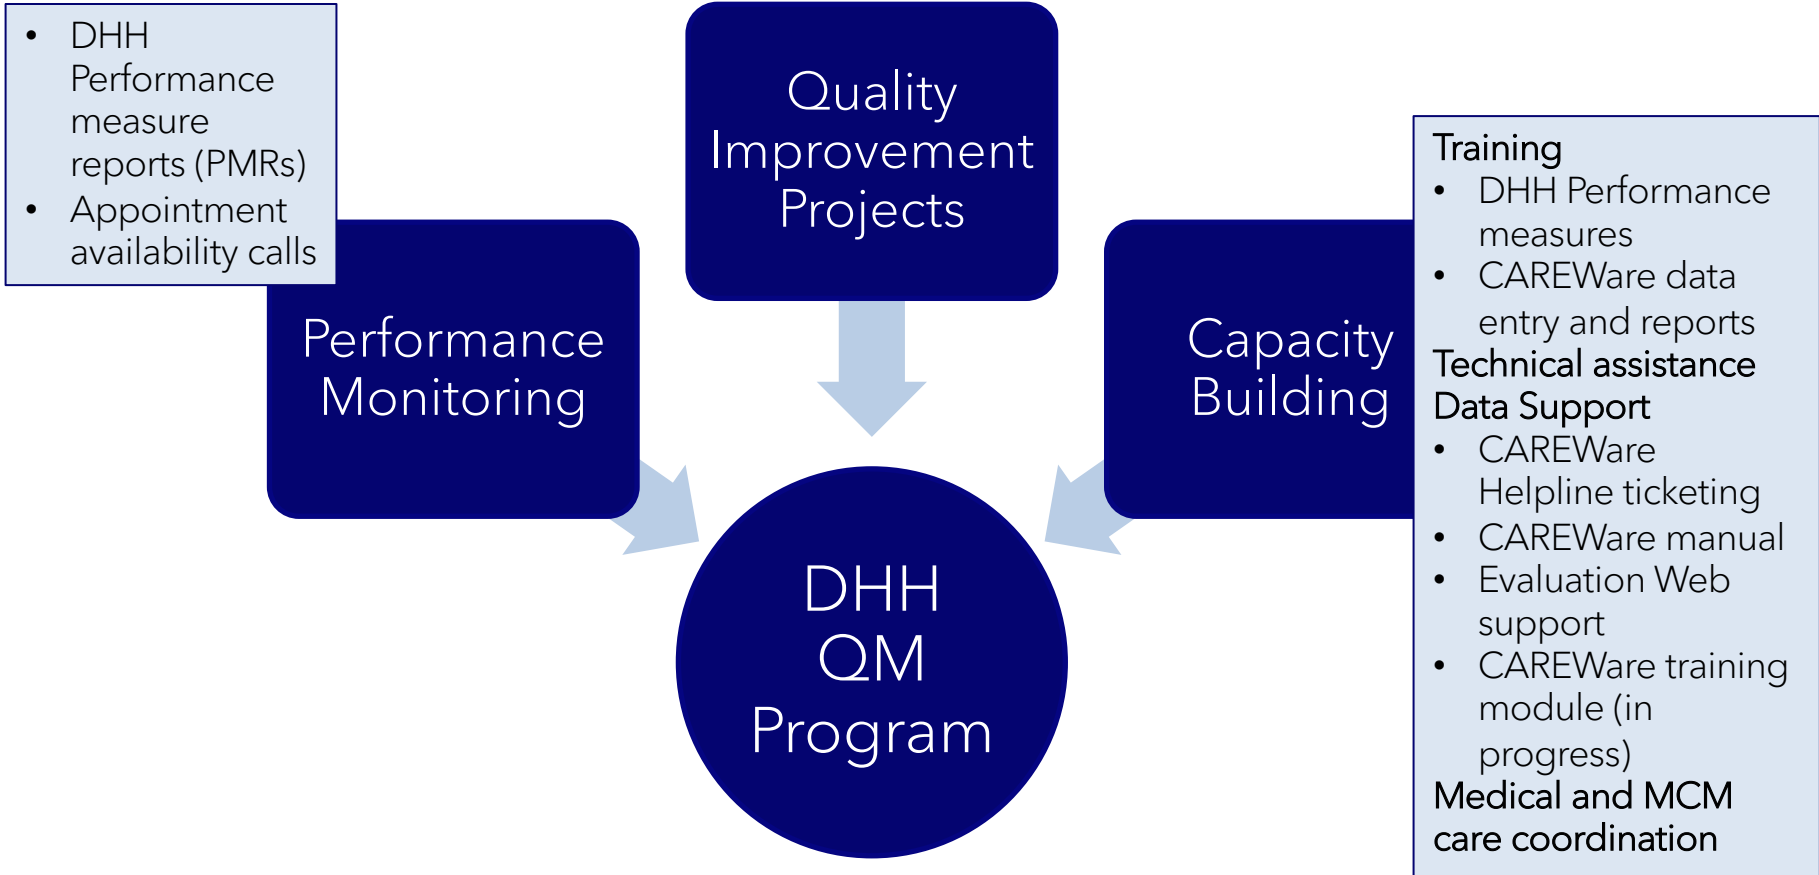 • DHH
Performance
measure
reports (PMRs)
• Appointment
availability calls
Quality
Improvement
Projects
Performance
Monitoring
Capacity
Building
Training
• DHH Performance
measures
• CAREWare data
entry and reports
Technical assistance
Data Support
• CAREWare
Helpline ticketing
• CAREWare manual
• Evaluation Web
support
• CAREWare training
module (in
progress)
Medical and MCM
care coordination
DHH
QM
Program